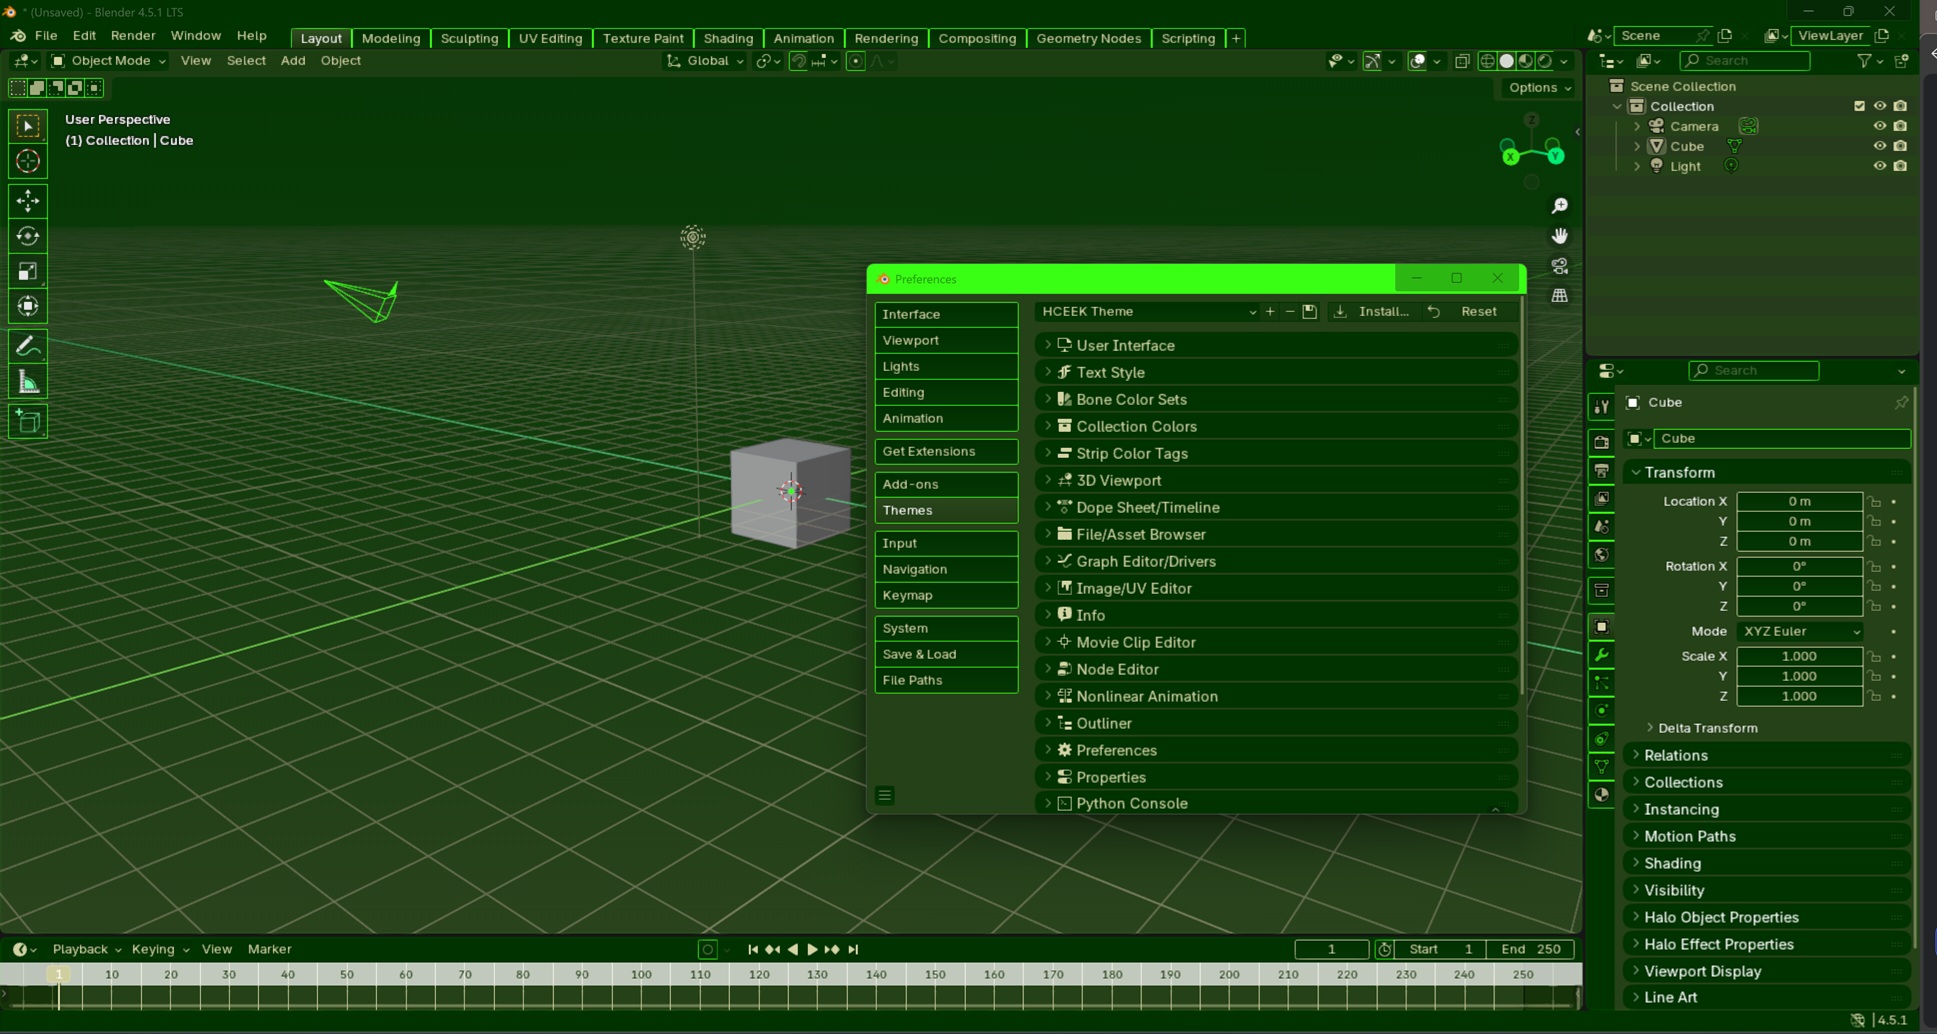 * (Unsaved) - Blender 4.5.1 LTS
File Edit Render Window Help Layout Modeling Sculpting UV Editing Texture Paint Shading Animation Rendering Compositing Geometry Nodes Scripting + Scene ViewLayer
Object Mode View Select Add Object Global
Options
User Perspective
(1) Collection | Cube
Z
X
Y
Search
Scene Collection
Collection
Camera
Cube
Light
Preferences
Interface
Viewport
Lights
Editing
Animation
Get Extensions
Add-ons
Themes
Input
Navigation
Keymap
System
Save & Load
File Paths
HCEEK Theme + − Install... Reset
User Interface
Text Style
Bone Color Sets
Collection Colors
Strip Color Tags
3D Viewport
Dope Sheet/Timeline
File/Asset Browser
Graph Editor/Drivers
Image/UV Editor
Info
Movie Clip Editor
Node Editor
Nonlinear Animation
Outliner
Preferences
Properties
Python Console
Search
Cube
Cube
Transform
Location X 0 m
Y 0 m
Z 0 m
Rotation X 0°
Y 0°
Z 0°
Mode XYZ Euler
Scale X 1.000
Y 1.000
Z 1.000
Delta Transform
Relations
Collections
Instancing
Motion Paths
Shading
Visibility
Halo Object Properties
Halo Effect Properties
Viewport Display
Line Art
Playback Keying View Marker 1 Start 1 End 250
1 10 20 30 40 50 60 70 80 90 100 110 120 130 140 150 160 170 180 190 200 210 220 230 240 250
4.5.1